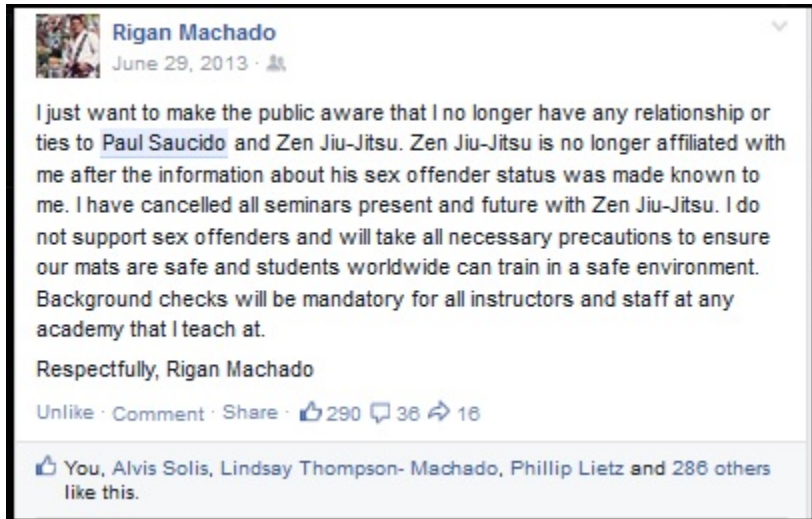 Rigan Machado
June 29, 2013 ·
I just want to make the public aware that I no longer have any relationship or
ties to Paul Saucido and Zen Jiu-Jitsu. Zen Jiu-Jitsu is no longer affiliated with
me after the information about his sex offender status was made known to
me. I have cancelled all seminars present and future with Zen Jiu-Jitsu. I do
not support sex offenders and will take all necessary precautions to ensure
our mats are safe and students worldwide can train in a safe environment.
Background checks will be mandatory for all instructors and staff at any
academy that I teach at.
Respectfully, Rigan Machado
Unlike · Comment · Share · 290 36 16
You, Alvis Solis, Lindsay Thompson- Machado, Phillip Lietz and 286 others
like this.